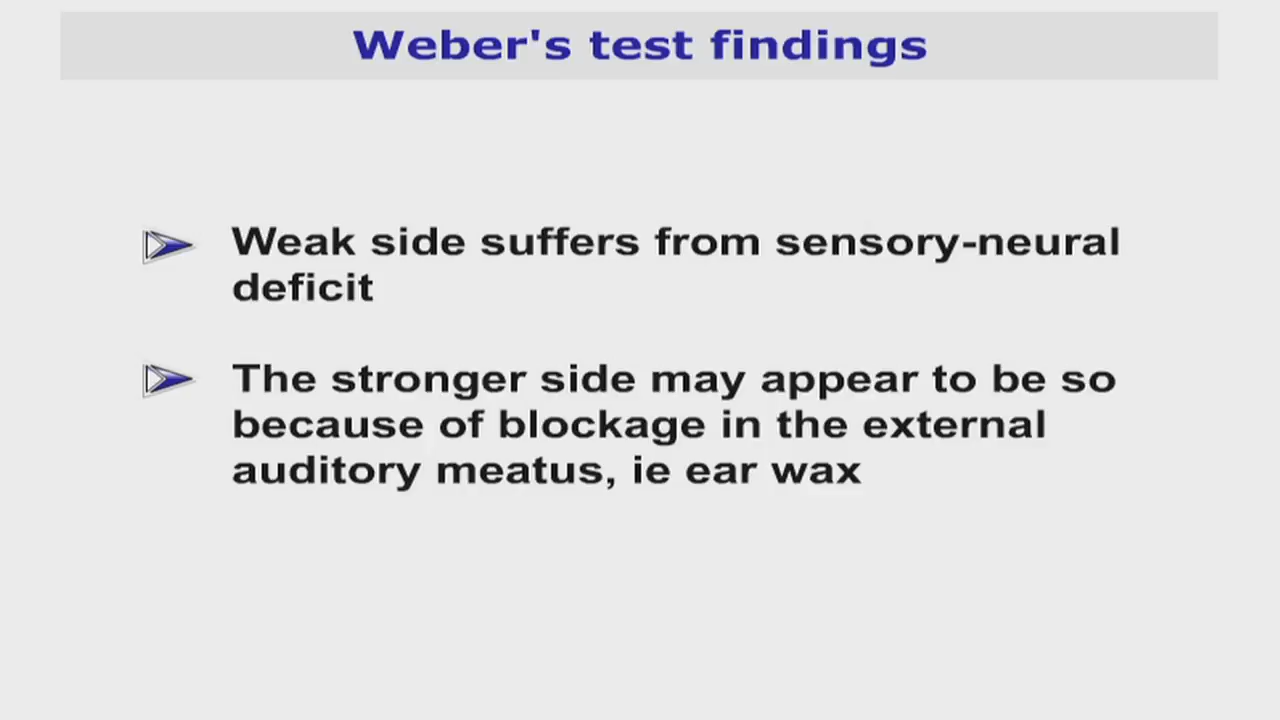 Weber's test findings
Weak side suffers from sensory-neural
deficit
The stronger side may appear to be so
because of blockage in the external
auditory meatus, ie ear wax